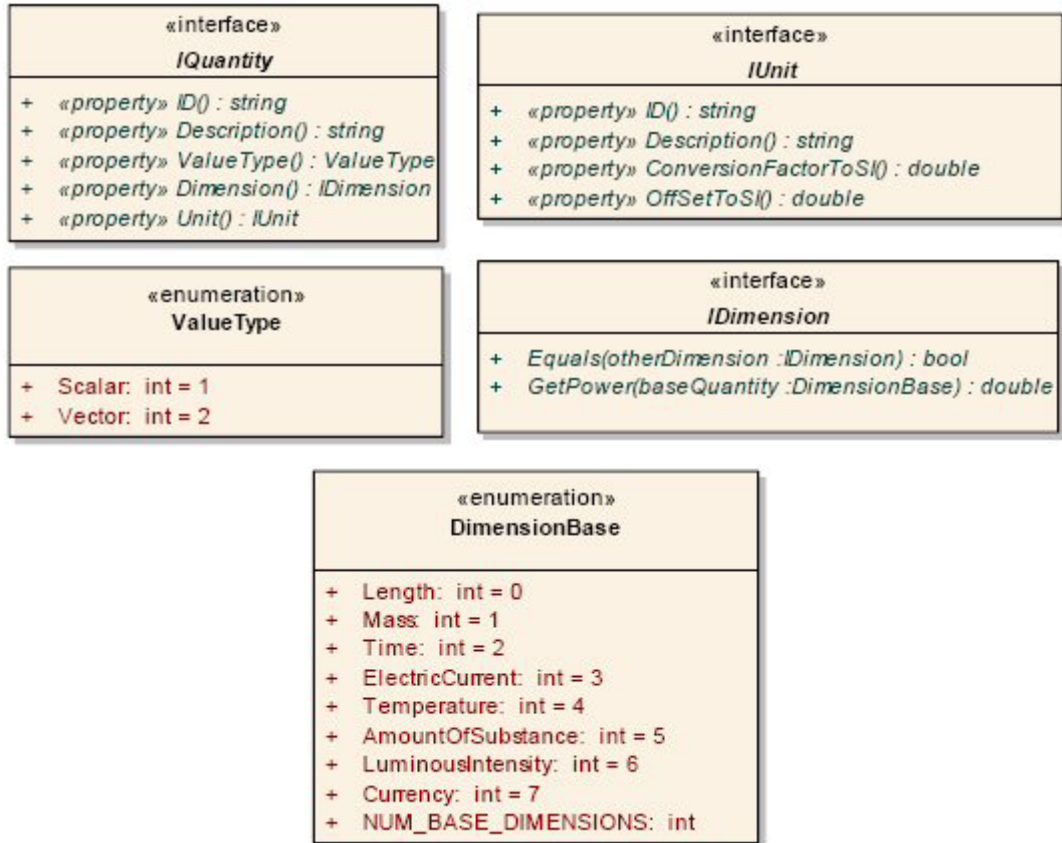 «interface»
IQuantity
+ «property» ID() : string
+ «property» Description() : string
+ «property» ValueType() : ValueType
+ «property» Dimension() : IDimension
+ «property» Unit() : IUnit
«interface»
IUnit
+ «property» ID() : string
+ «property» Description() : string
+ «property» ConversionFactorToSI() : double
+ «property» OffSetToSI() : double
«enumeration»
ValueType
+ Scalar: int = 1
+ Vector: int = 2
«interface»
IDimension
+ Equals(otherDimension :IDimension) : bool
+ GetPower(baseQuantity :DimensionBase) : double
«enumeration»
DimensionBase
+ Length: int = 0
+ Mass: int = 1
+ Time: int = 2
+ ElectricCurrent: int = 3
+ Temperature: int = 4
+ AmountOfSubstance: int = 5
+ LuminousIntensity: int = 6
+ Currency: int = 7
+ NUM_BASE_DIMENSIONS: int